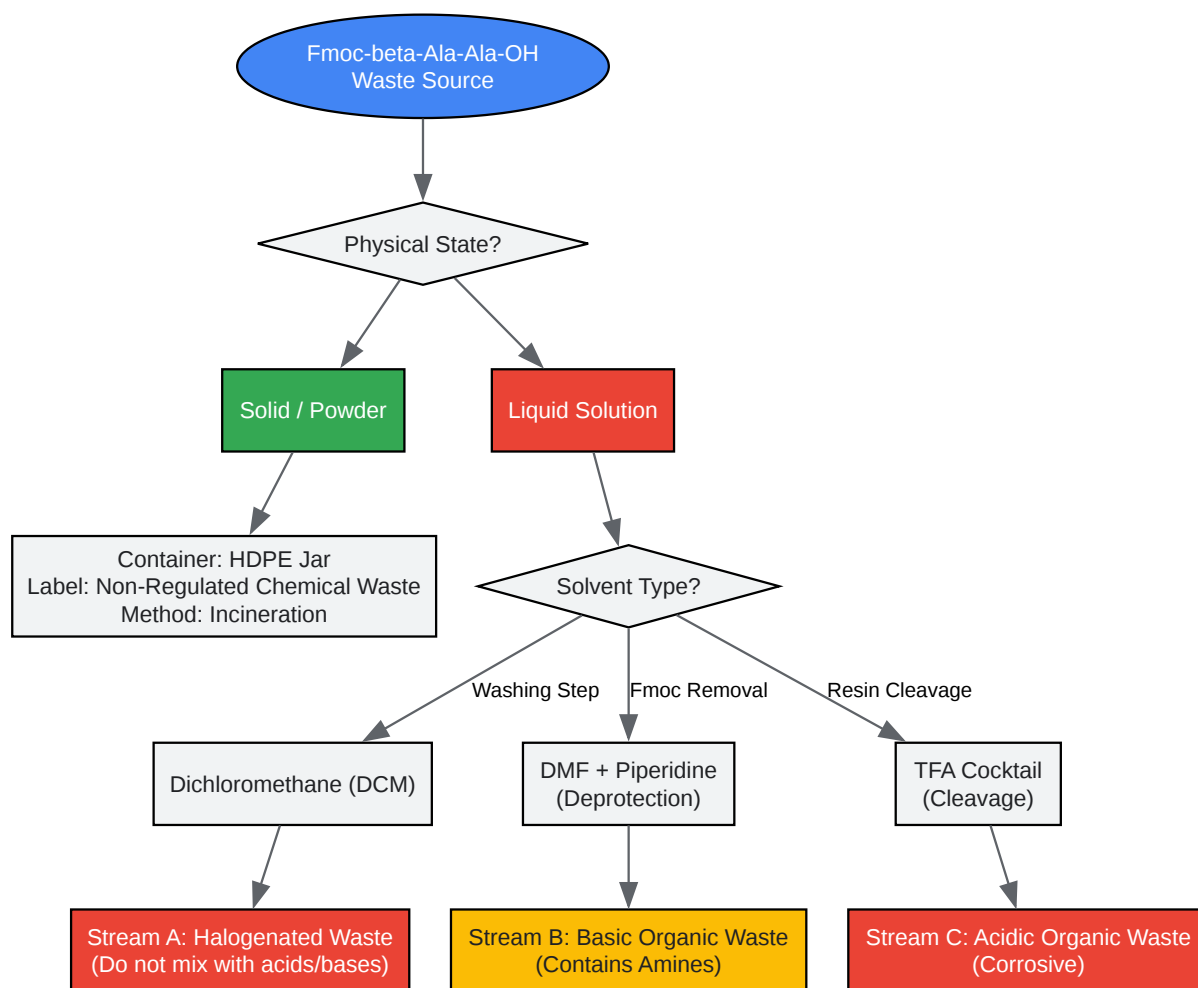 Fmoc-beta-Ala-Ala-OH
Waste Source
Physical State?
Solid / Powder
Liquid Solution
Container: HDPE Jar
Label: Non-Regulated Chemical Waste
Method: Incineration
Solvent Type?
Washing Step
Fmoc Removal
Resin Cleavage
Dichloromethane (DCM)
DMF + Piperidine
(Deprotection)
TFA Cocktail
(Cleavage)
Stream A: Halogenated Waste
(Do not mix with acids/bases)
Stream B: Basic Organic Waste
(Contains Amines)
Stream C: Acidic Organic Waste
(Corrosive)